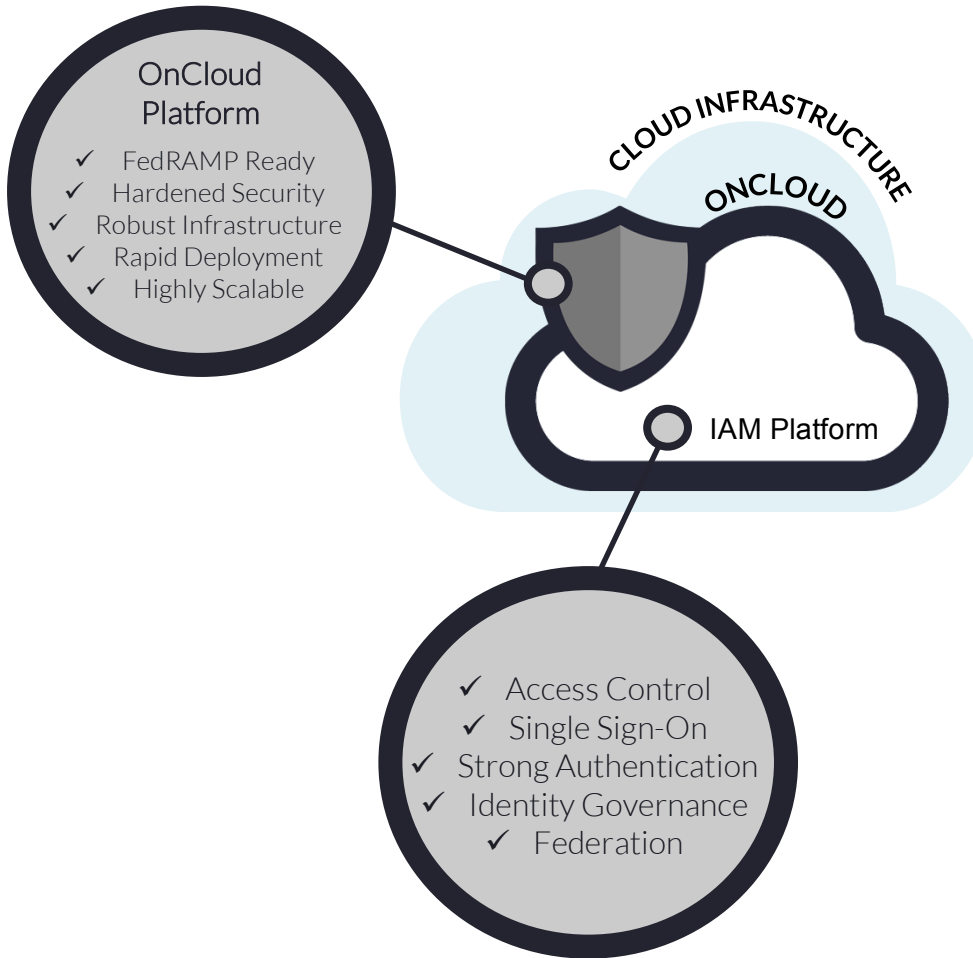 OnCloud
Platform
✓ FedRAMP Ready
✓ Hardened Security
✓ Robust Infrastructure
✓ Rapid Deployment
✓ Highly Scalable
CLOUD INFRASTRUCTURE
ONCLOUD
IAM Platform
✓ Access Control
✓ Single Sign-On
✓ Strong Authentication
✓ Identity Governance
✓ Federation